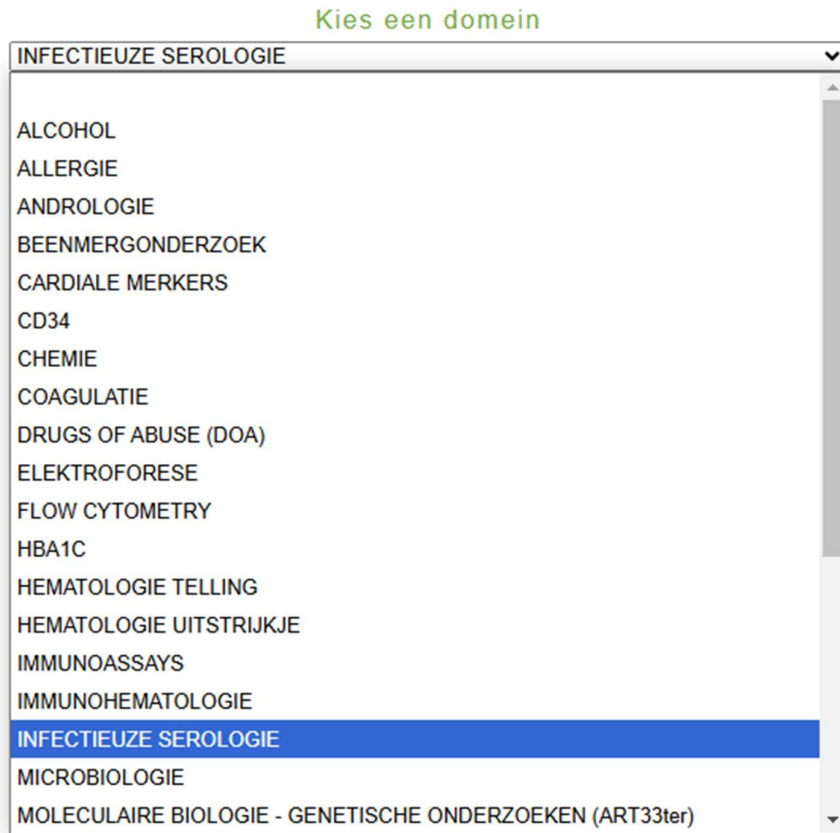 Kies een domein
INFECTIEUZE SEROLOGIE
ALCOHOL
ALLERGIE
ANDROLOGIE
BEENMERGONDERZOEK
CARDIALE MERKERS
CD34
CHEMIE
COAGULATIE
DRUGS OF ABUSE (DOA)
ELEKTROFORESE
FLOW CYTOMETRY
HBA1C
HEMATOLOGIE TELLING
HEMATOLOGIE UITSTRIJKJE
IMMUNOASSAYS
IMMUNOHEMATOLOGIE
INFECTIEUZE SEROLOGIE
MICROBIOLOGIE
MOLECULAIRE BIOLOGIE - GENETISCHE ONDERZOEKEN (ART33ter)